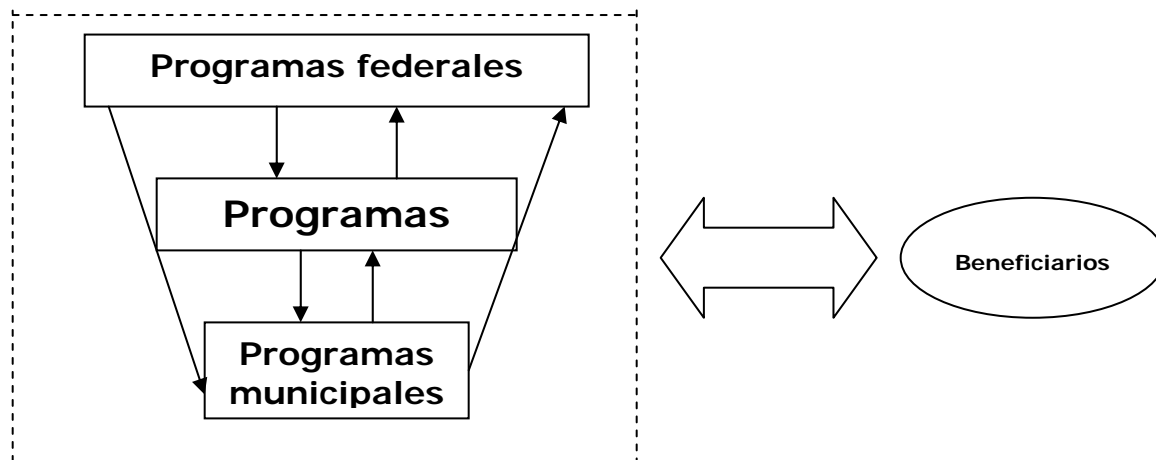 Programas federales
Programas
Programas
municipales
Beneficiarios